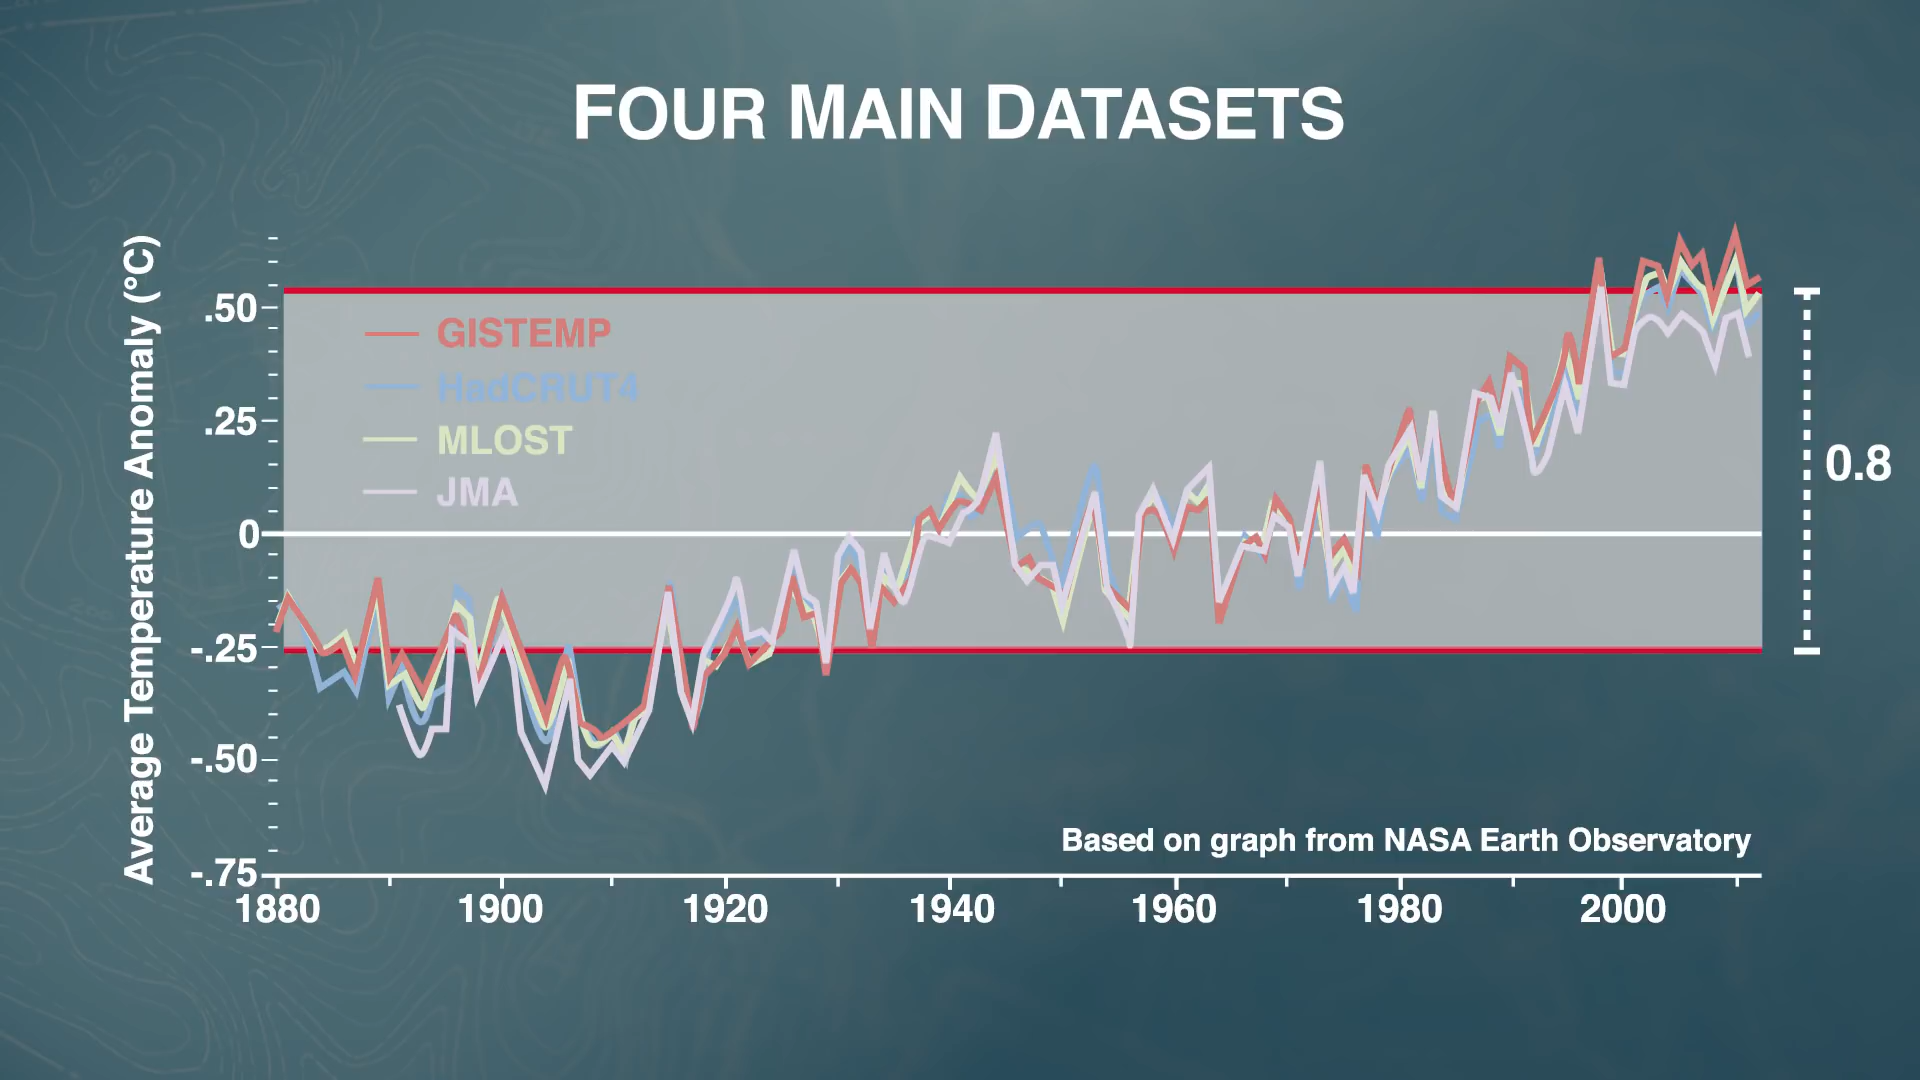 FOUR MAIN DATASETS
Average Temperature Anomaly (°C)
.50
.25
0
-.25
-.50
-.75
GISTEMP
HadCRUT4
MLOST
JMA
0.8
Based on graph from NASA Earth Observatory
1880 1900 1920 1940 1960 1980 2000